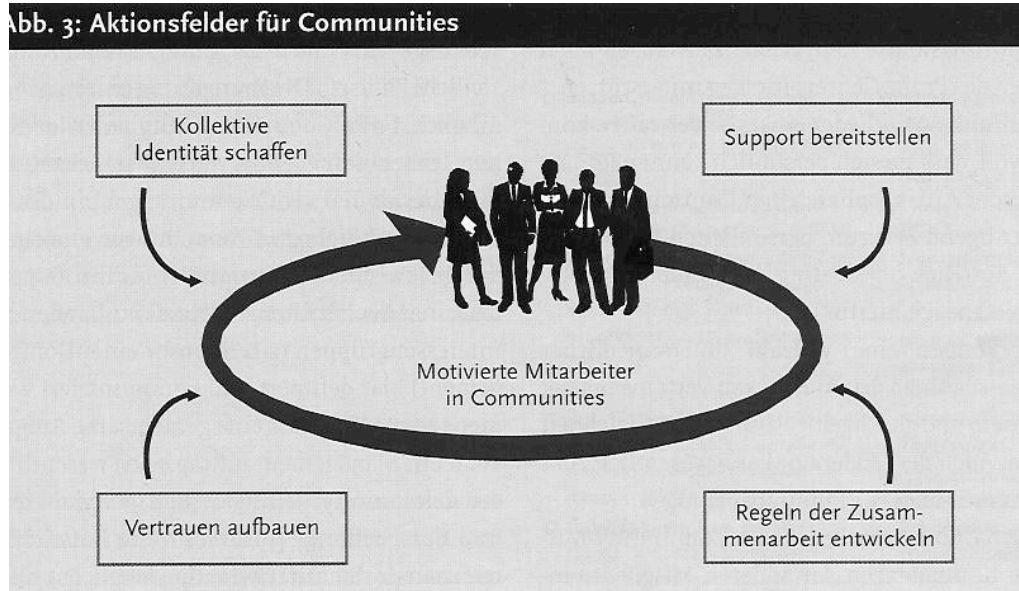 Abb. 3: Aktionsfelder für Communities
Kollektive
Identität schaffen
Support bereitstellen
Motivierte Mitarbeiter
in Communities
Vertrauen aufbauen
Regeln der Zusam-
menarbeit entwickeln